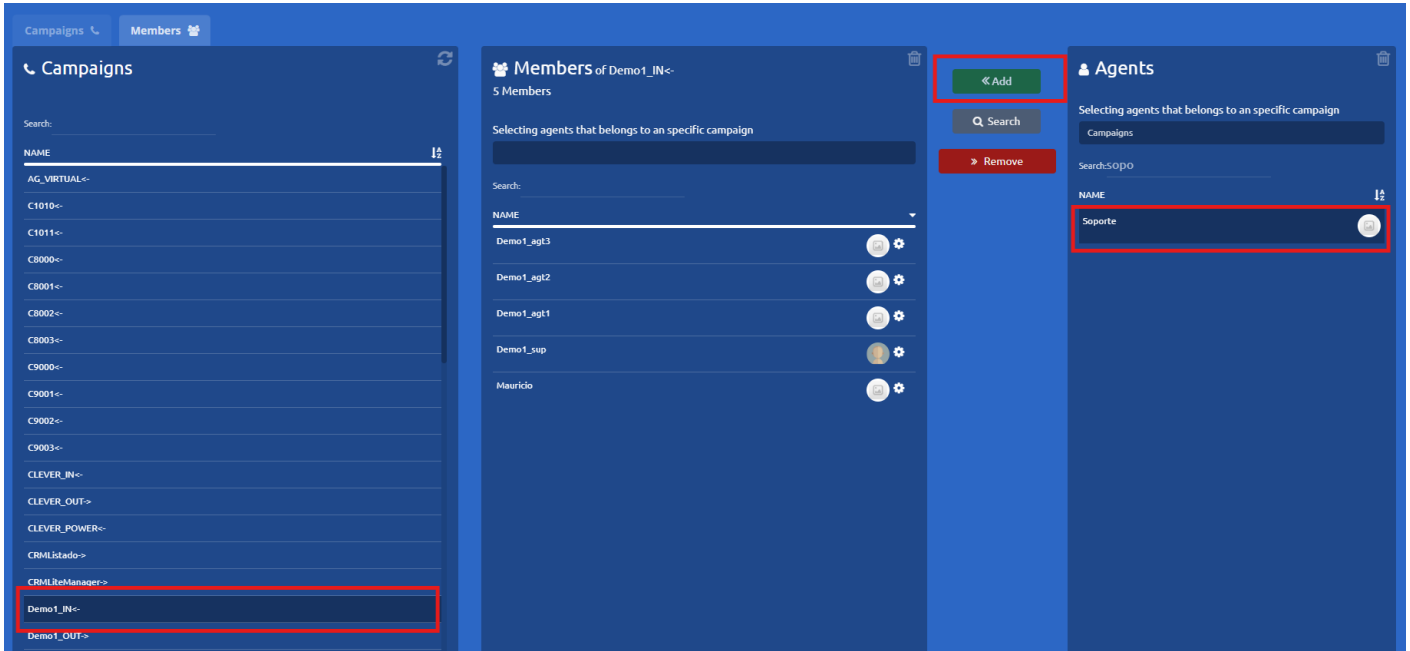 Campaigns
Members
Campaigns
Search:
NAME
AG_VIRTUAL<-
C1010<-
C1011<-
C8000<-
C8001<-
C8002<-
C8003<-
C9000<-
C9001<-
C9002<-
C9003<-
CLEVER_IN<-
CLEVER_OUT->
CLEVER_POWER<-
CRMListado->
CRMLiteManager->
Demo1_IN<-
Demo1_OUT->
Members of Demo1_IN<-
5 Members
Selecting agents that belongs to an specific campaign
Search:
NAME
Demo1_agt3
Demo1_agt2
Demo1_agt1
Demo1_sup
Mauricio
Add
Search
Remove
Agents
Selecting agents that belongs to an specific campaign
Campaigns
Search:sopo
NAME
Soporte